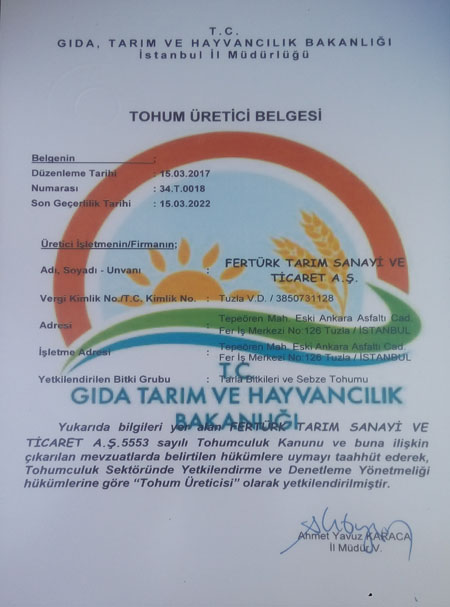 T.C.
GIDA, TARIM VE HAYVANCILIK BAKANLIĞI
İstanbul İl Müdürlüğü
TOHUM ÜRETİCİ BELGESİ
Belgenin :
Düzenleme Tarihi : 15.03.2017
Numarası : 34.T.0018
Son Geçerlilik Tarihi : 15.03.2022
Üretici İşletmenin/Firmanın:
Adı, Soyadı - Unvanı : FERTÜRK TARIM SANAYİ VE
TİCARET A.Ş.
Vergi Kimlik No./T.C. Kimlik No. : Tuzla V.D. / 3850731128
Adresi : Tepeören Mah. Eski Ankara Asfaltı Cad.
Fer İş Merkezi No:126 Tuzla / İSTANBUL
İşletme Adresi : Tepeören Mah. Eski Ankara Asfaltı Cad.
Fer İş Merkezi No:126 Tuzla / İSTANBUL
Yetkilendirilen Bitki Grubu : Tarla Bitkileri ve Sebze Tohumu
T.C.
GIDA TARIM VE HAYVANCILIK
BAKANLIĞI
Yukarıda bilgileri yer alan FERTÜRK TARIM SANAYİ VE
TİCARET A.Ş.5553 sayılı Tohumculuk Kanunu ve buna ilişkin
çıkarılan mevzuatlarda belirtilen hükümlere uymayı taahhüt ederek,
Tohumculuk Sektöründe Yetkilendirme ve Denetleme Yönetmeliği
hükümlerine göre “Tohum Üreticisi” olarak yetkilendirilmiştir.
Ahmet Yavuz KARACA
İl Müdür V.